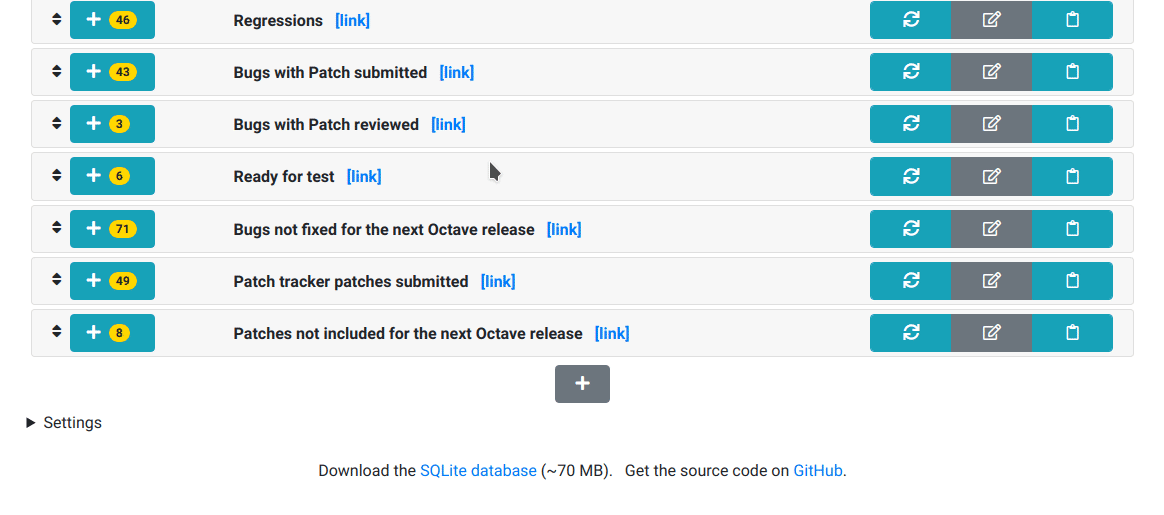 46 Regressions [link]
43 Bugs with Patch submitted [link]
3 Bugs with Patch reviewed [link]
6 Ready for test [link]
71 Bugs not fixed for the next Octave release [link]
49 Patch tracker patches submitted [link]
8 Patches not included for the next Octave release [link]
Settings
Download the SQLite database (~70 MB). Get the source code on GitHub.